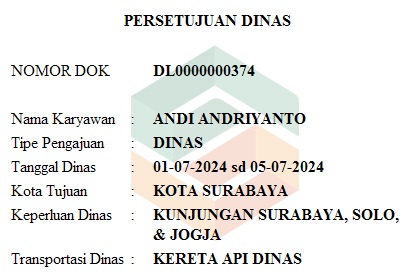 PERSETUJUAN DINAS
NOMOR DOK DL0000000374
Nama Karyawan : ANDI ANDRIYANTO
Tipe Pengajuan : DINAS
Tanggal Dinas : 01-07-2024 sd 05-07-2024
Kota Tujuan : KOTA SURABAYA
Keperluan Dinas : KUNJUNGAN SURABAYA, SOLO,
& JOGJA
Transportasi Dinas : KERETA API DINAS